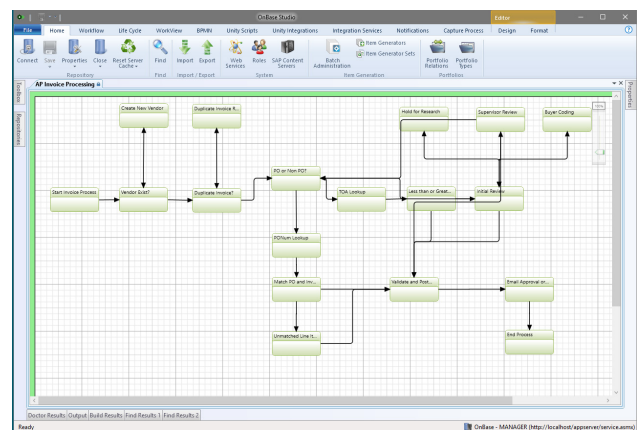 OnBase Studio
Editor
File Home Workflow Life Cycle WorkView BPMN Unity Scripts Unity Integrations Integration Services Notifications Capture Process Design Format
Connect Save Properties Close Reset Server Cache Find Import Export Web Services Roles SAP Content Servers Batch Administration Item Generators Item Generator Sets Portfolio Relations Portfolio Types
Repository Find Import / Export System Item Generation Portfolios
AP Invoice Processing
Toolbox
Repositories
Properties
Create New Vendor Duplicate Invoice R... Hold for Research Supervisor Review Buyer Coding
PO or Non PO?
Start Invoice Process Vendor Exist? Duplicate Invoice? TOA Lookup Less than or Great... Initial Review
PONum Lookup
Match PO and Inv... Validate and Post... Email Approval or...
Unmatched Line It... End Process
Doctor Results Output Build Results Find Results 1 Find Results 2
Ready OnBase - MANAGER (http://localhost/appserver/service.asmx)